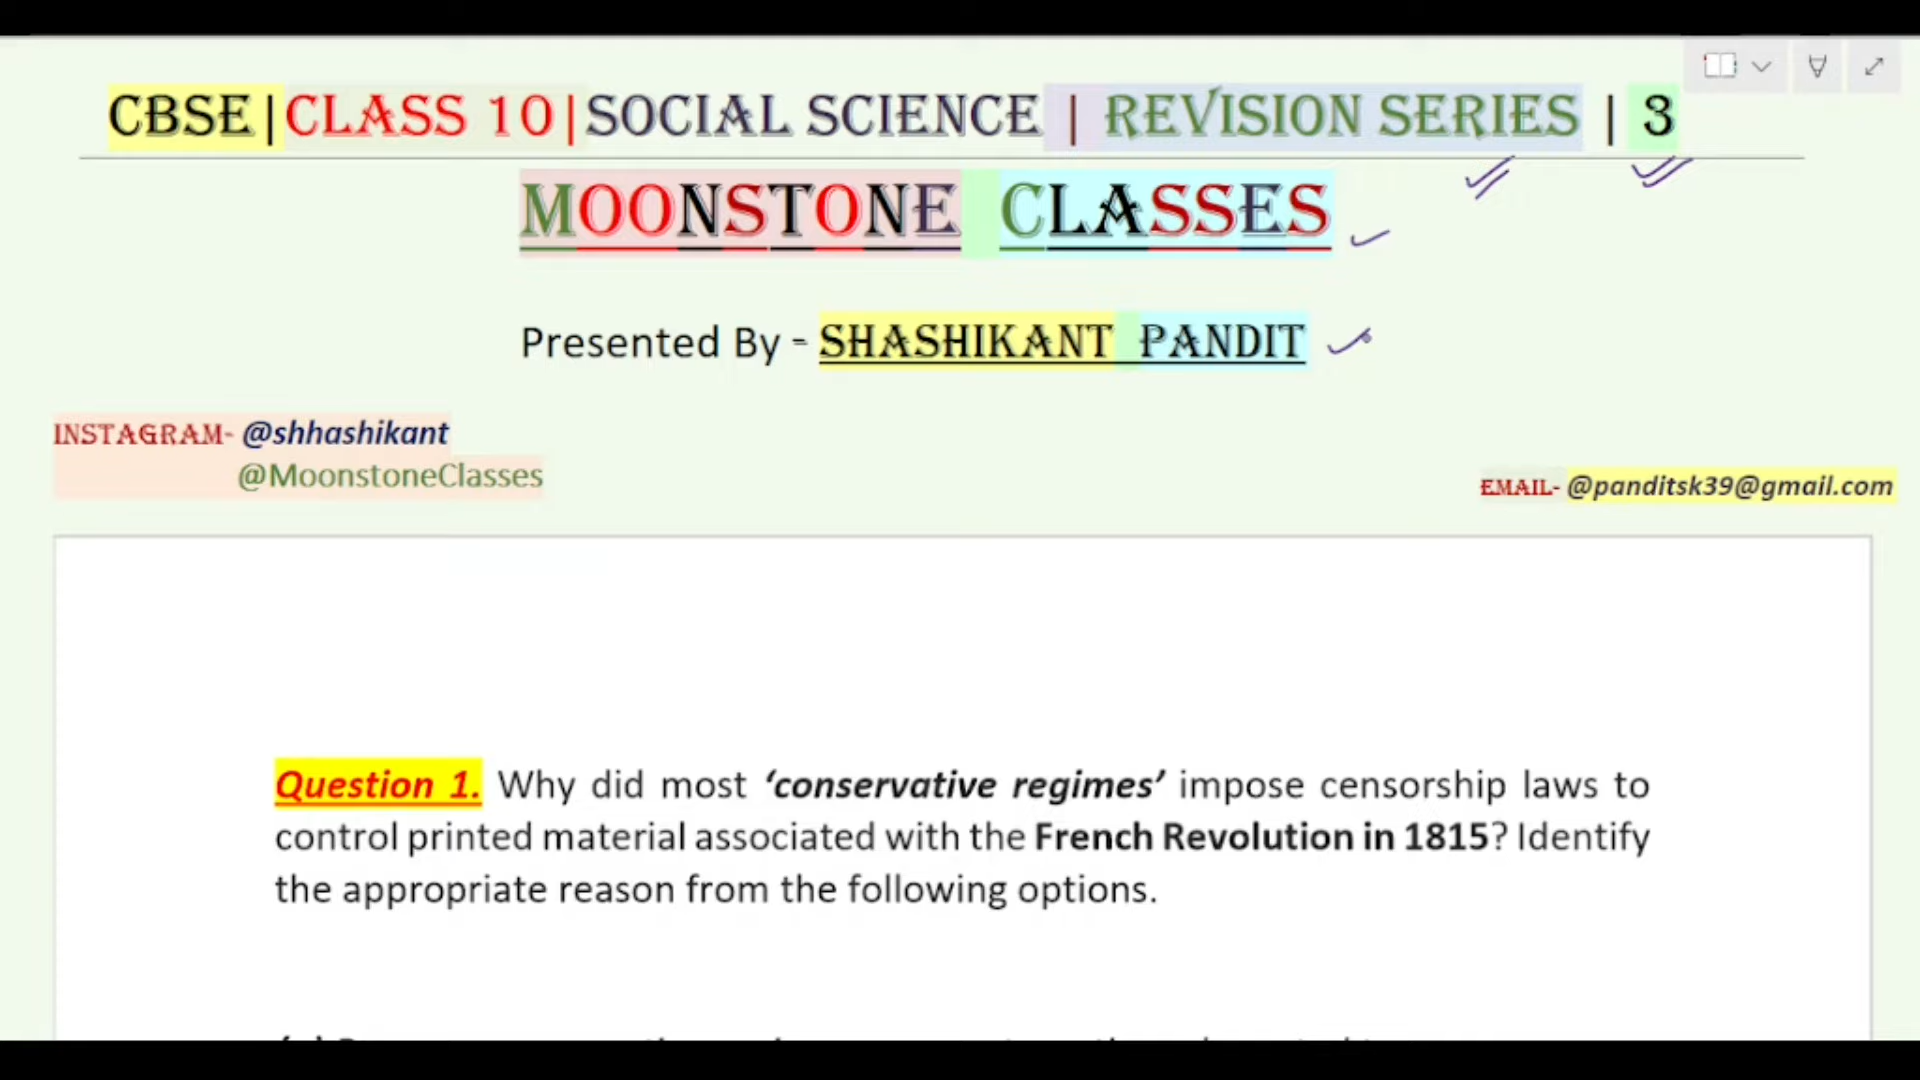 CBSE|CLASS 10|SOCIAL SCIENCE | REVISION SERIES | 3
MOONSTONE CLASSES
Presented By - SHASHIKANT PANDIT
INSTAGRAM- @shhashikant
@MoonstoneClasses
EMAIL- @panditsk39@gmail.com
Question 1. Why did most ‘conservative regimes’ impose censorship laws to
control printed material associated with the French Revolution in 1815? Identify
the appropriate reason from the following options.